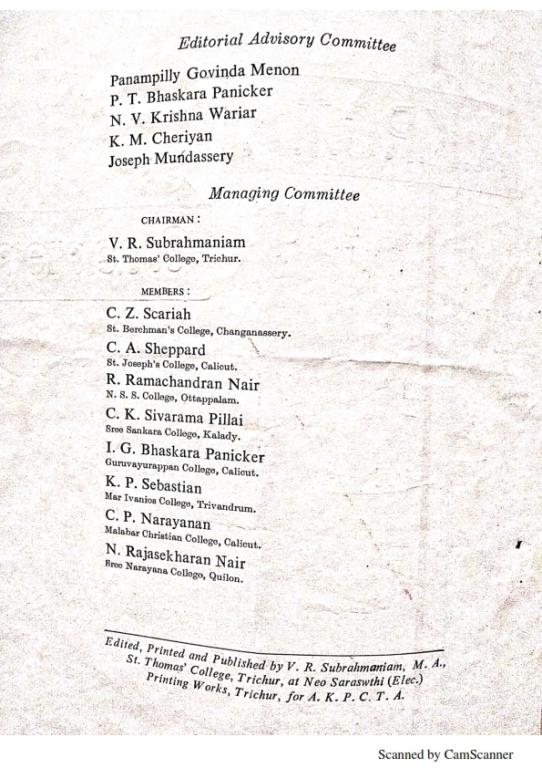 Editorial Advisory Committee
Panampilly Govinda Menon
P. T. Bhaskara Panicker
N. V. Krishna Wariar
K. M. Cheriyan
Joseph Mundassery
Managing Committee
CHAIRMAN :
V. R. Subrahmaniam
St. Thomas' College, Trichur.
MEMBERS :
C. Z. Scariah
St. Berchman's College, Changanassery.
C. A. Sheppard
St. Joseph's College, Calicut.
R. Ramachandran Nair
N. S. S. College, Ottappalam.
C. K. Sivarama Pillai
Sree Sankara College, Kalady.
I. G. Bhaskara Panicker
Guruvayurappan College, Calicut.
K. P. Sebastian
Mar Ivanios College, Trivandrum.
C. P. Narayanan
Malabar Christian College, Calicut.
N. Rajasekharan Nair
Sree Narayana College, Quilon.
Edited, Printed and Published by V. R. Subrahmaniam, M. A.,
St. Thomas' College, Trichur, at Neo Saraswthi (Elec.)
Printing Works, Trichur, for A. K. P. C. T. A.
Scanned by CamScanner